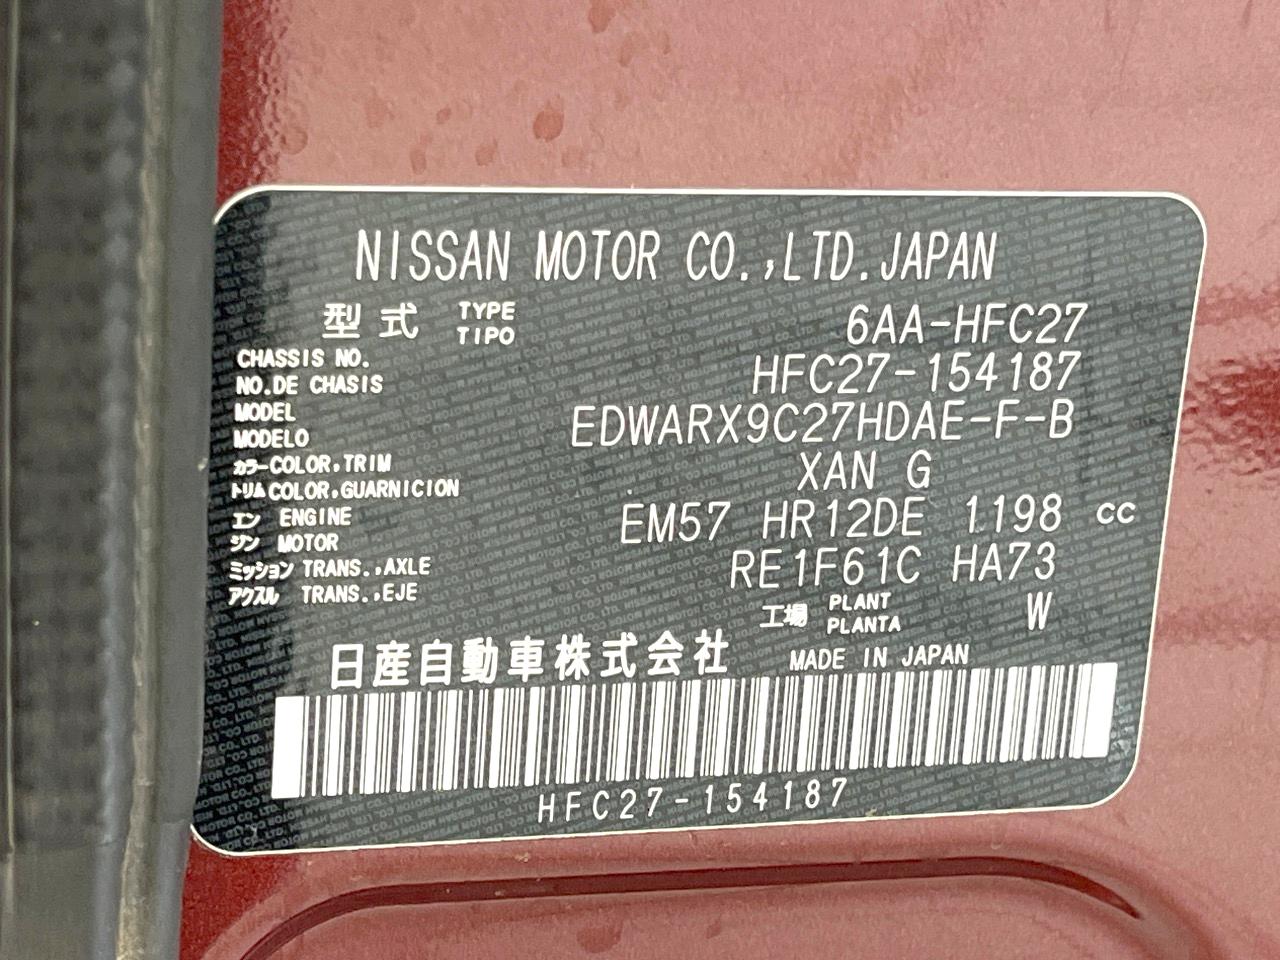 NISSAN MOTOR CO.,LTD.JAPAN
型式 TYPE TIPO 6AA-HFC27
CHASSIS NO.
NO.DE CHASIS HFC27-154187
MODEL
MODELO EDWARX9C27HDAE-F-B
カラー COLOR,TRIM
トリム COLOR,GUARNICION XAN G
エン ENGINE
ジン MOTOR EM57 HR12DE 1198 cc
ミッション TRANS.,AXLE
アクスル TRANS.,EJE RE1F61C HA73
工場 PLANT PLANTA W
日産自動車株式会社 MADE IN JAPAN
HFC27-154187